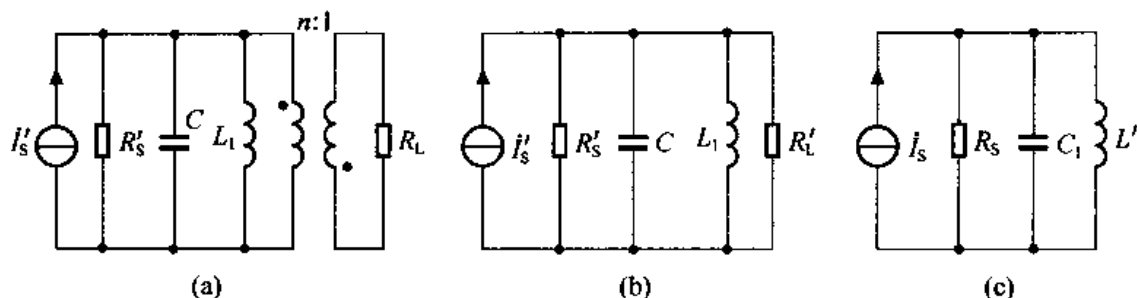 n:1
İ′S R′S C L1 RL
İ′S R′S C L1 R′L
İS RS C1 L′
(a) (b) (c)